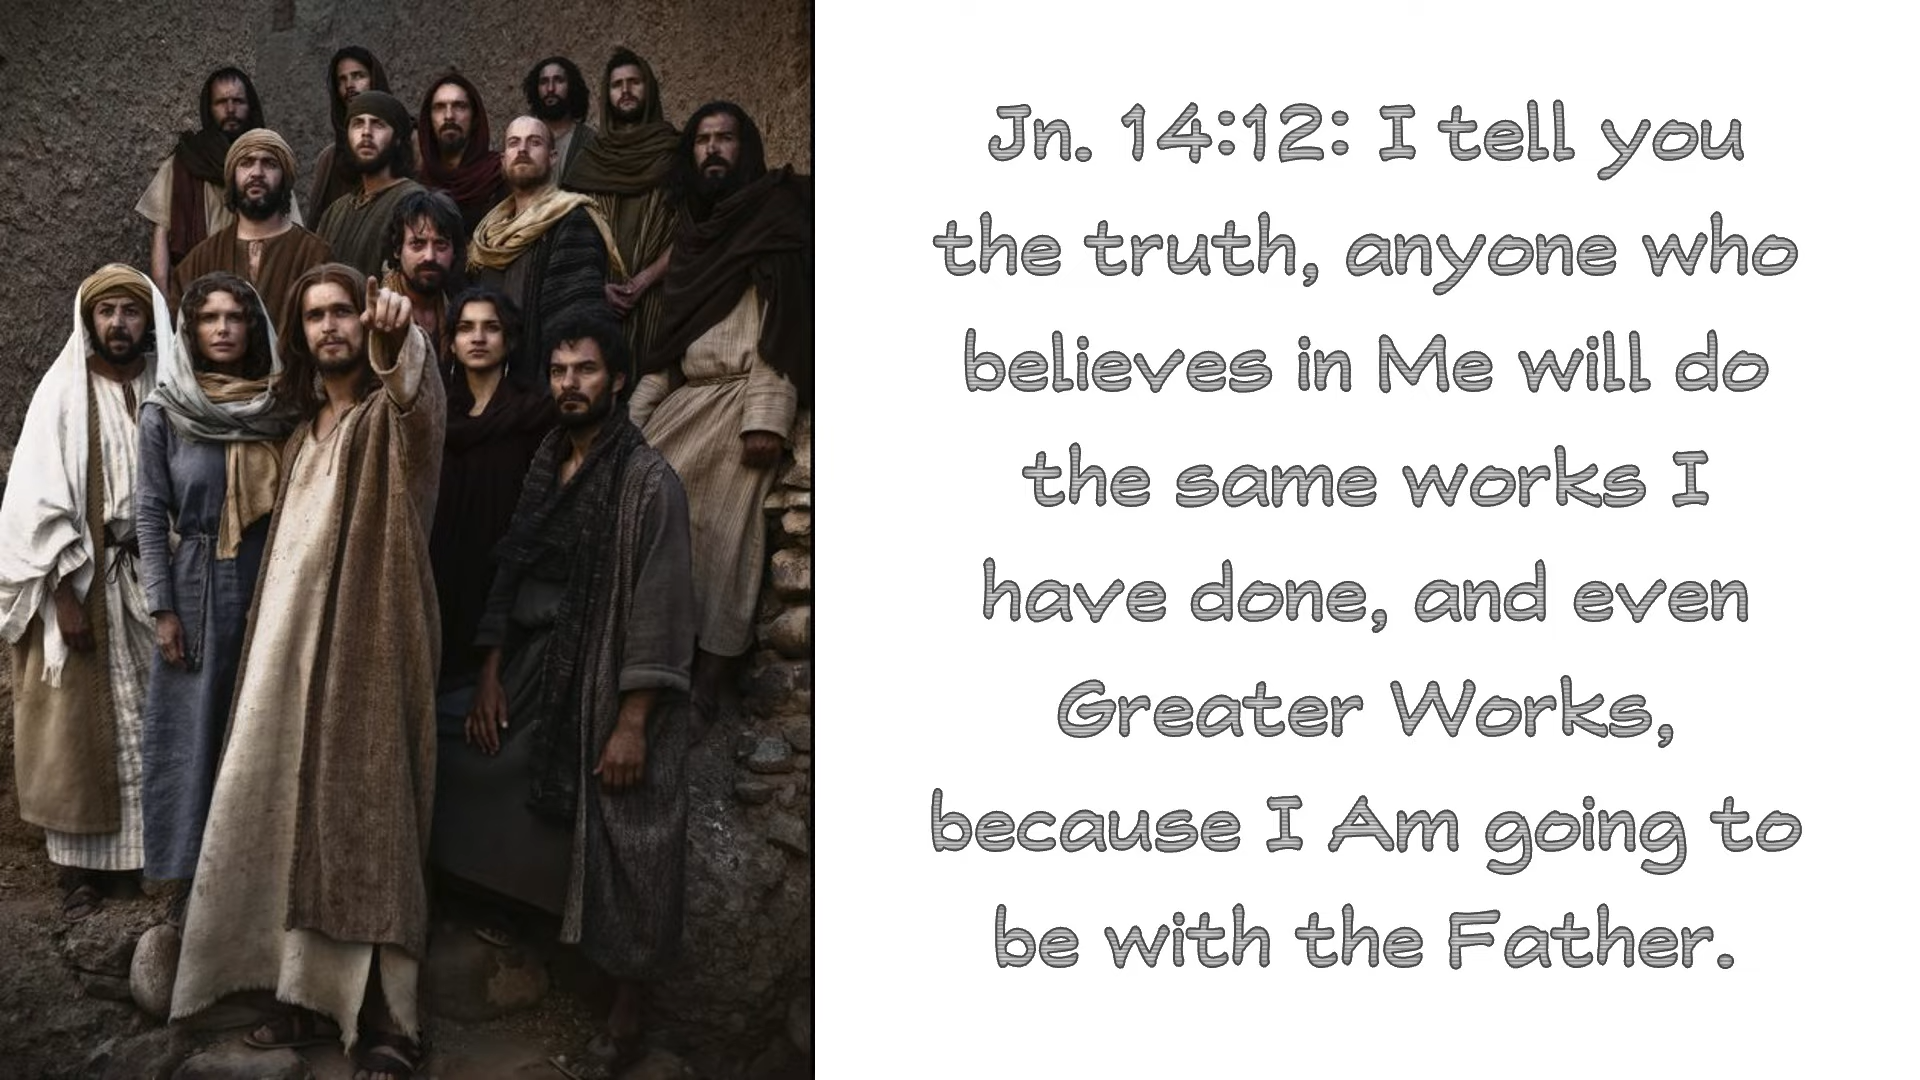 Jn. 14:12: I tell you
the truth, anyone who
believes in Me will do
the same works I
have done, and even
Greater Works,
because I Am going to
be with the Father.